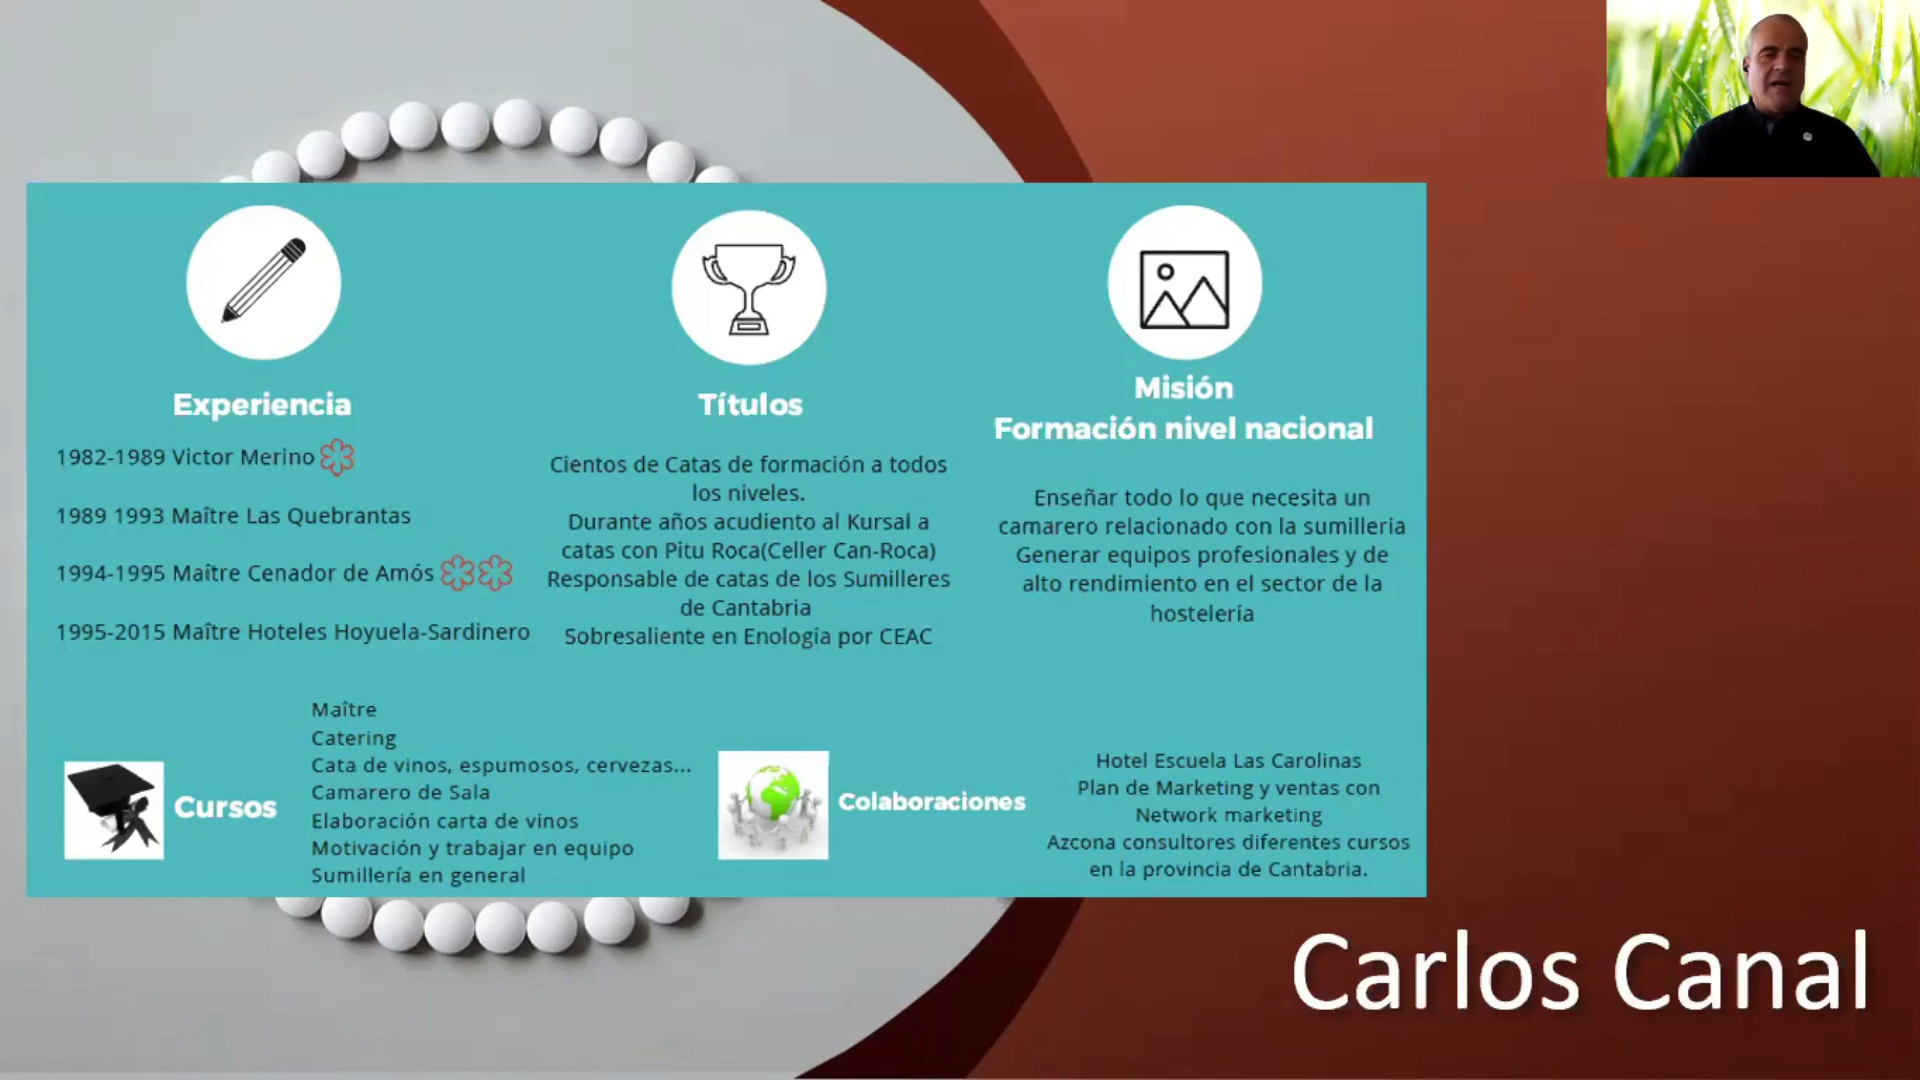 Experiencia
1982-1989 Victor Merino
1989 1993 Maître Las Quebrantas
1994-1995 Maître Cenador de Amós
1995-2015 Maître Hoteles Hoyuela-Sardinero
Títulos
Cientos de Catas de formación a todos
los niveles.
Durante años acudiento al Kursal a
catas con Pitu Roca(Celler Can-Roca)
Responsable de catas de los Sumilleres
de Cantabria
Sobresaliente en Enología por CEAC
Misión
Formación nivel nacional
Enseñar todo lo que necesita un
camarero relacionado con la sumilleria
Generar equipos profesionales y de
alto rendimiento en el sector de la
hostelería
Cursos
Maître
Catering
Cata de vinos, espumosos, cervezas...
Camarero de Sala
Elaboración carta de vinos
Motivación y trabajar en equipo
Sumillería en general
Colaboraciones
Hotel Escuela Las Carolinas
Plan de Marketing y ventas con
Network marketing
Azcona consultores diferentes cursos
en la provincia de Cantabria.
Carlos Canal